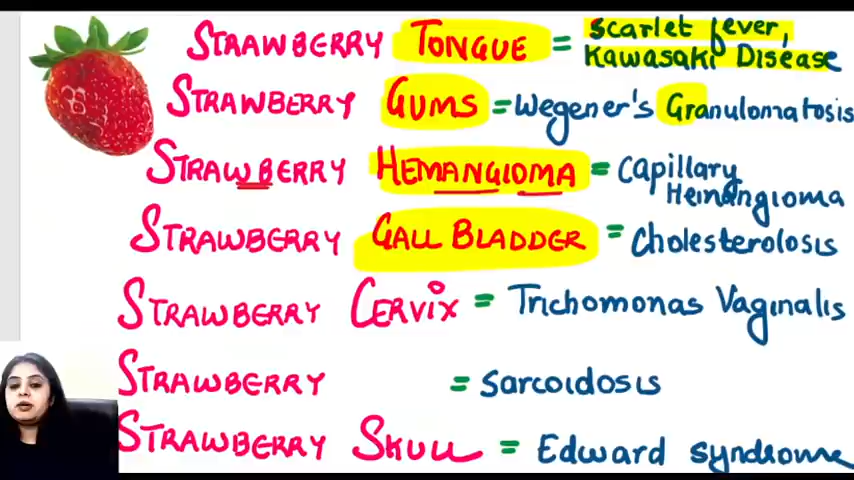 STRAWBERRY TONGUE = Scarlet fever,
Kawasaki Disease
STRAWBERRY GUMS = Wegener's Granulomatosis
STRAWBERRY HEMANGIOMA = Capillary
Hemangioma
STRAWBERRY GALL BLADDER = Cholesterolosis
STRAWBERRY CERVIX = Trichomonas Vaginalis
STRAWBERRY = Sarcoidosis
STRAWBERRY SKULL = Edward syndrome